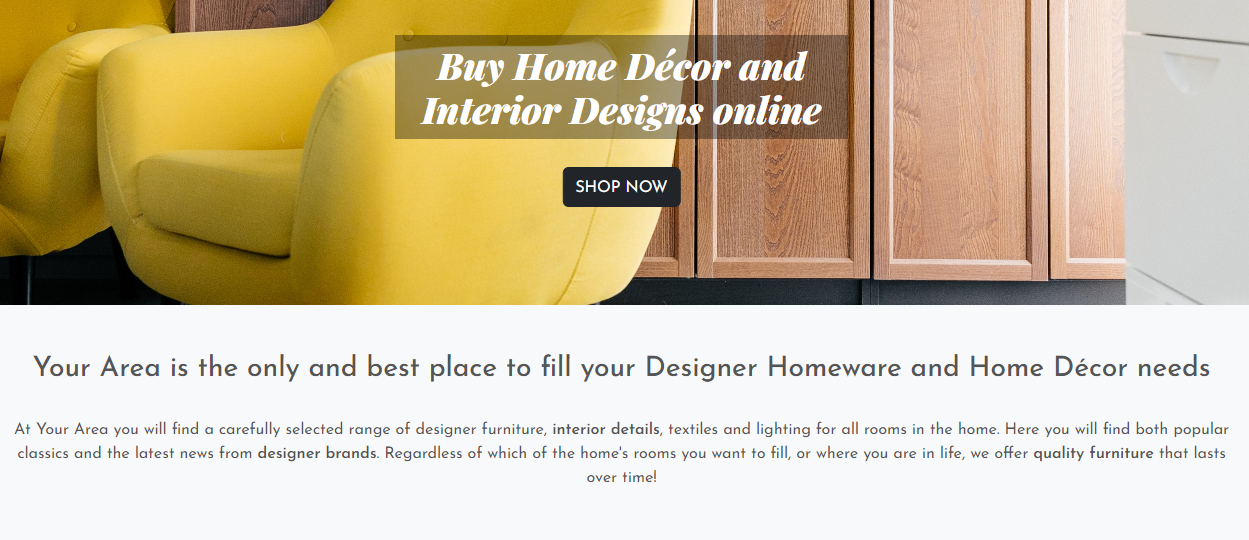 Buy Home Décor and
Interior Designs online
SHOP NOW
Your Area is the only and best place to fill your Designer Homeware and Home Décor needs
At Your Area you will find a carefully selected range of designer furniture, interior details, textiles and lighting for all rooms in the home. Here you will find both popular
classics and the latest news from designer brands. Regardless of which of the home's rooms you want to fill, or where you are in life, we offer quality furniture that lasts
over time!